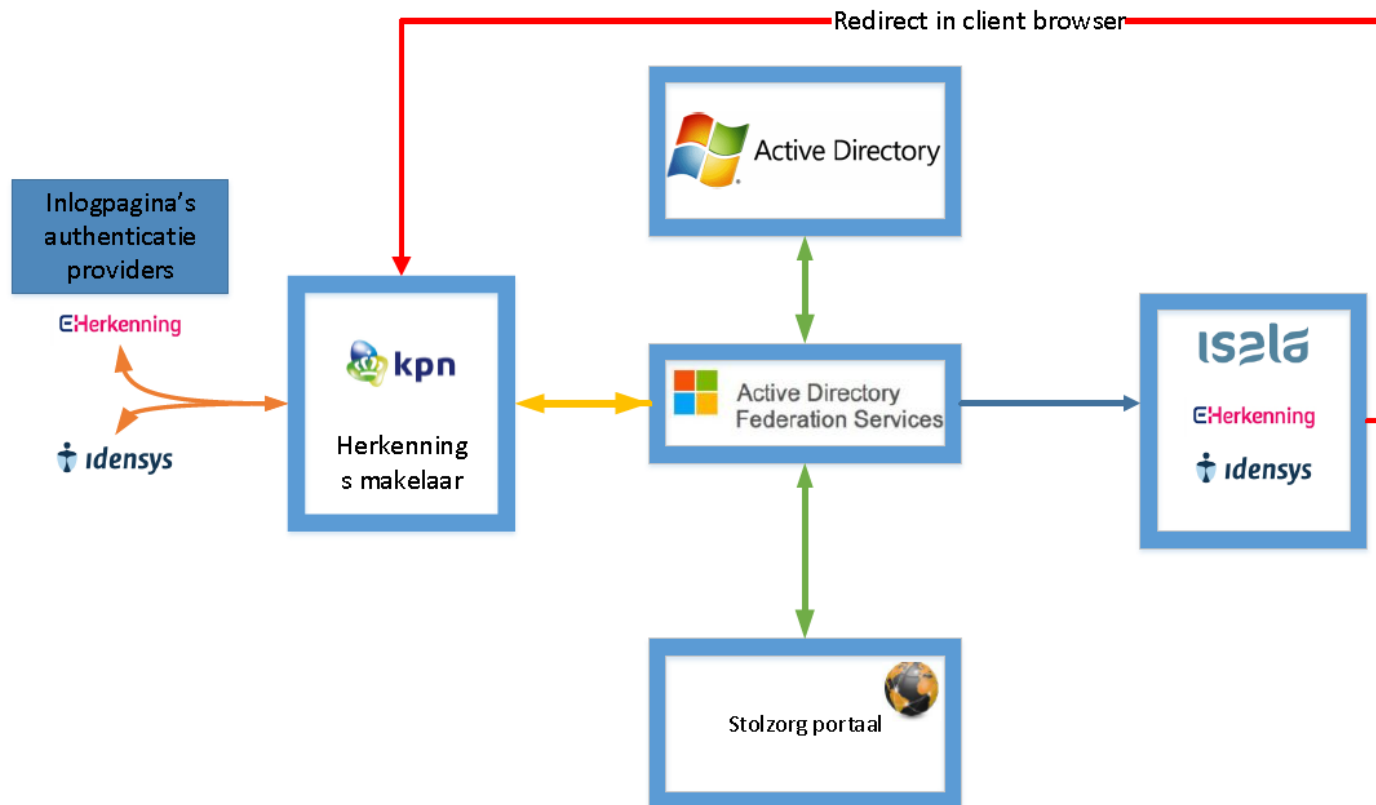 Redirect in client browser
Active Directory
Inlogpagina's
authenticatie
providers
EHerkenning
idensys
kpn
Herkenning
s makelaar
Active Directory
Federation Services
isala
EHerkenning
idensys
Stolzorg portaal